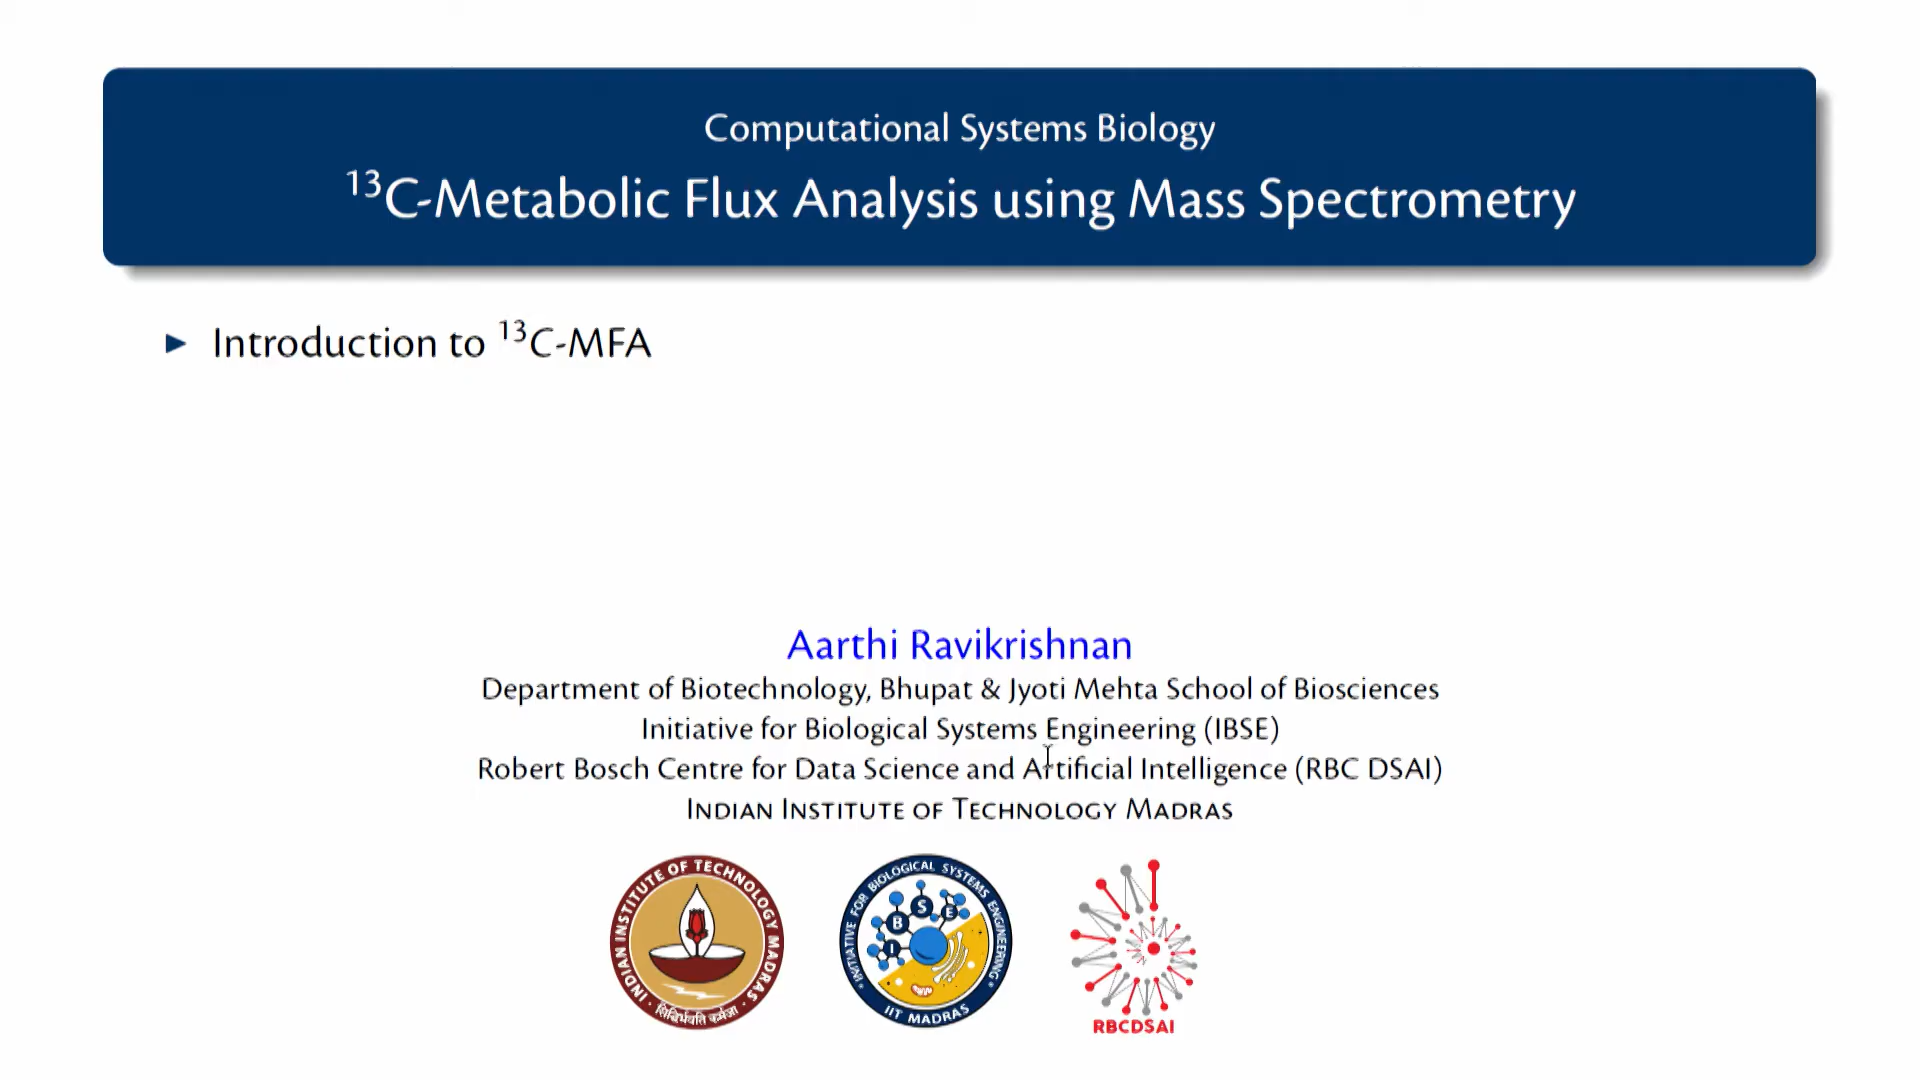 Computational Systems Biology
¹³C-Metabolic Flux Analysis using Mass Spectrometry
► Introduction to ¹³C-MFA
Aarthi Ravikrishnan
Department of Biotechnology, Bhupat & Jyoti Mehta School of Biosciences
Initiative for Biological Systems Engineering (IBSE)
Robert Bosch Centre for Data Science and Artificial Intelligence (RBC DSAI)
INDIAN INSTITUTE OF TECHNOLOGY MADRAS
INDIAN INSTITUTE OF TECHNOLOGY MADRAS
सिद्धिर्भवति कर्मजा
INITIATIVE FOR BIOLOGICAL SYSTEMS ENGINEERING
I B S E
IIT MADRAS
RBCDSAI